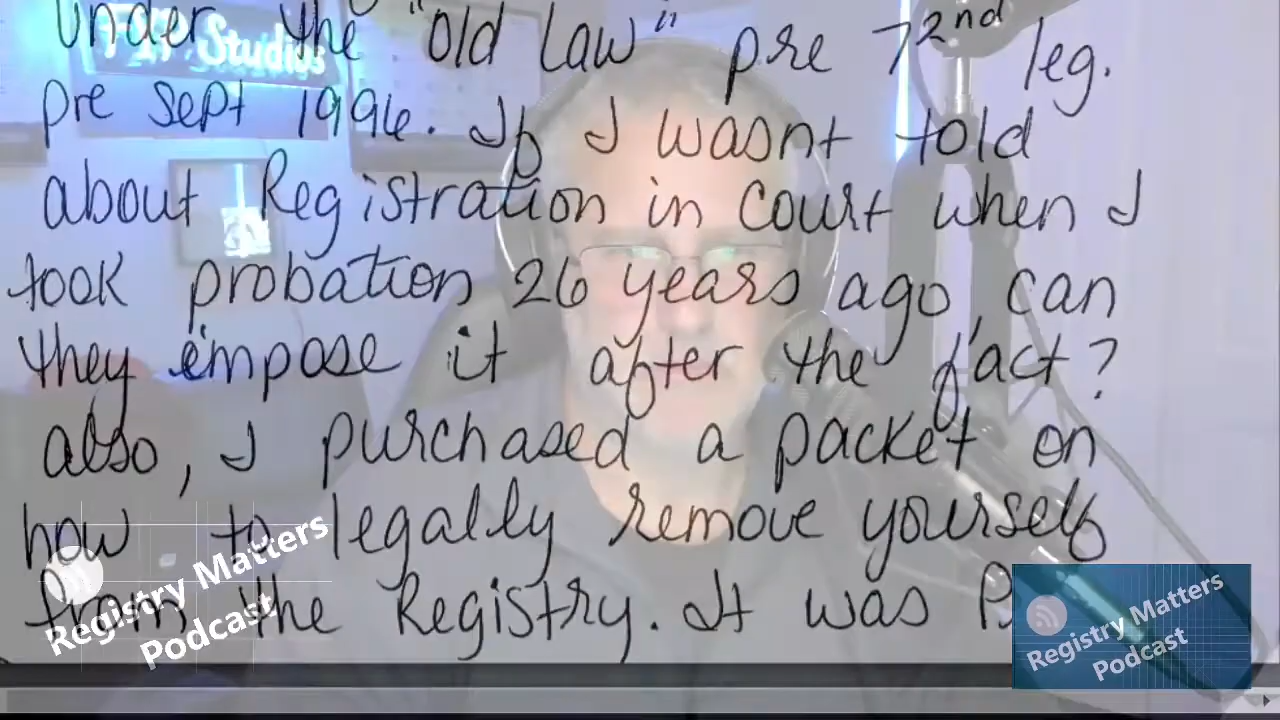 under the "old law" pre 72nd leg.
pre sept 1996. If I wasnt told
about Registration in court when I
took probation 26 years ago, can
they impose it after the fact?
also, I purchased a packet on
how to legally remove yourself
from the Registry. It was
FYP Studios
Registry Matters
Podcast
Registry Matters
Podcast